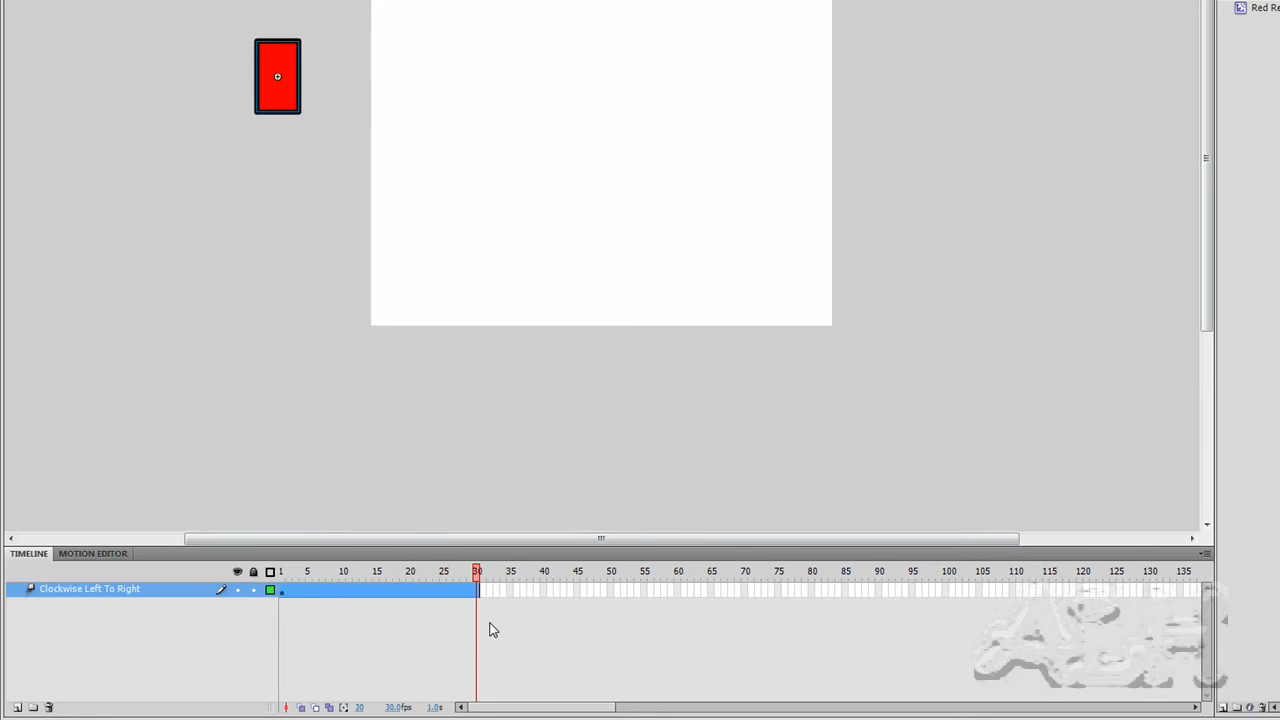 Red Re
TIMELINE MOTION EDITOR
1 5 10 15 20 25 30 35 40 45 50 55 60 65 70 75 80 85 90 95 100 105 110 115 120 125 130 135
Clockwise Left To Right
30 30.0fps 1.0s